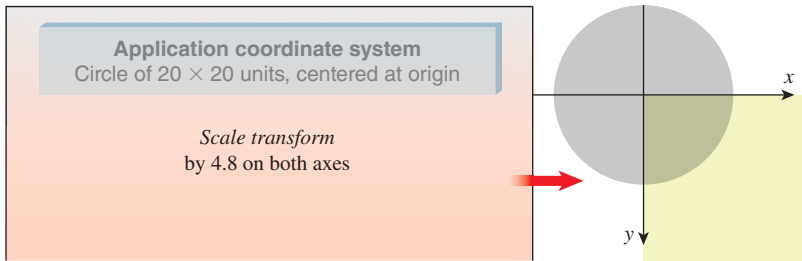 Application coordinate system
Circle of 20 × 20 units, centered at origin
Scale transform
by 4.8 on both axes
x
y